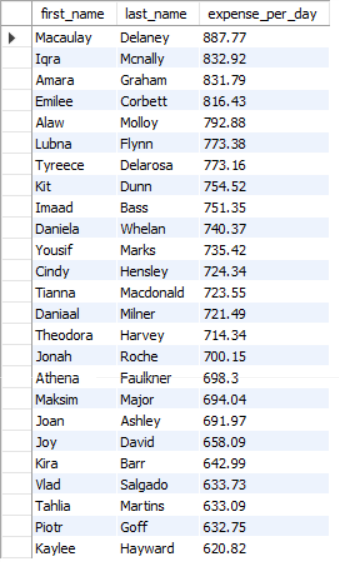 first_name last_name expense_per_day
Macaulay Delaney 887.77
Iqra Mcnally 832.92
Amara Graham 831.79
Emilee Corbett 816.43
Alaw Molloy 792.88
Lubna Flynn 773.38
Tyreece Delarosa 773.16
Kit Dunn 754.52
Imaad Bass 751.35
Daniela Whelan 740.37
Yousif Marks 735.42
Cindy Hensley 724.34
Tianna Macdonald 723.55
Daniaal Milner 721.49
Theodora Harvey 714.34
Jonah Roche 700.15
Athena Faulkner 698.3
Maksim Major 694.04
Joan Ashley 691.97
Joy David 658.09
Kira Barr 642.99
Vlad Salgado 633.73
Tahlia Martins 633.09
Piotr Goff 632.75
Kaylee Hayward 620.82